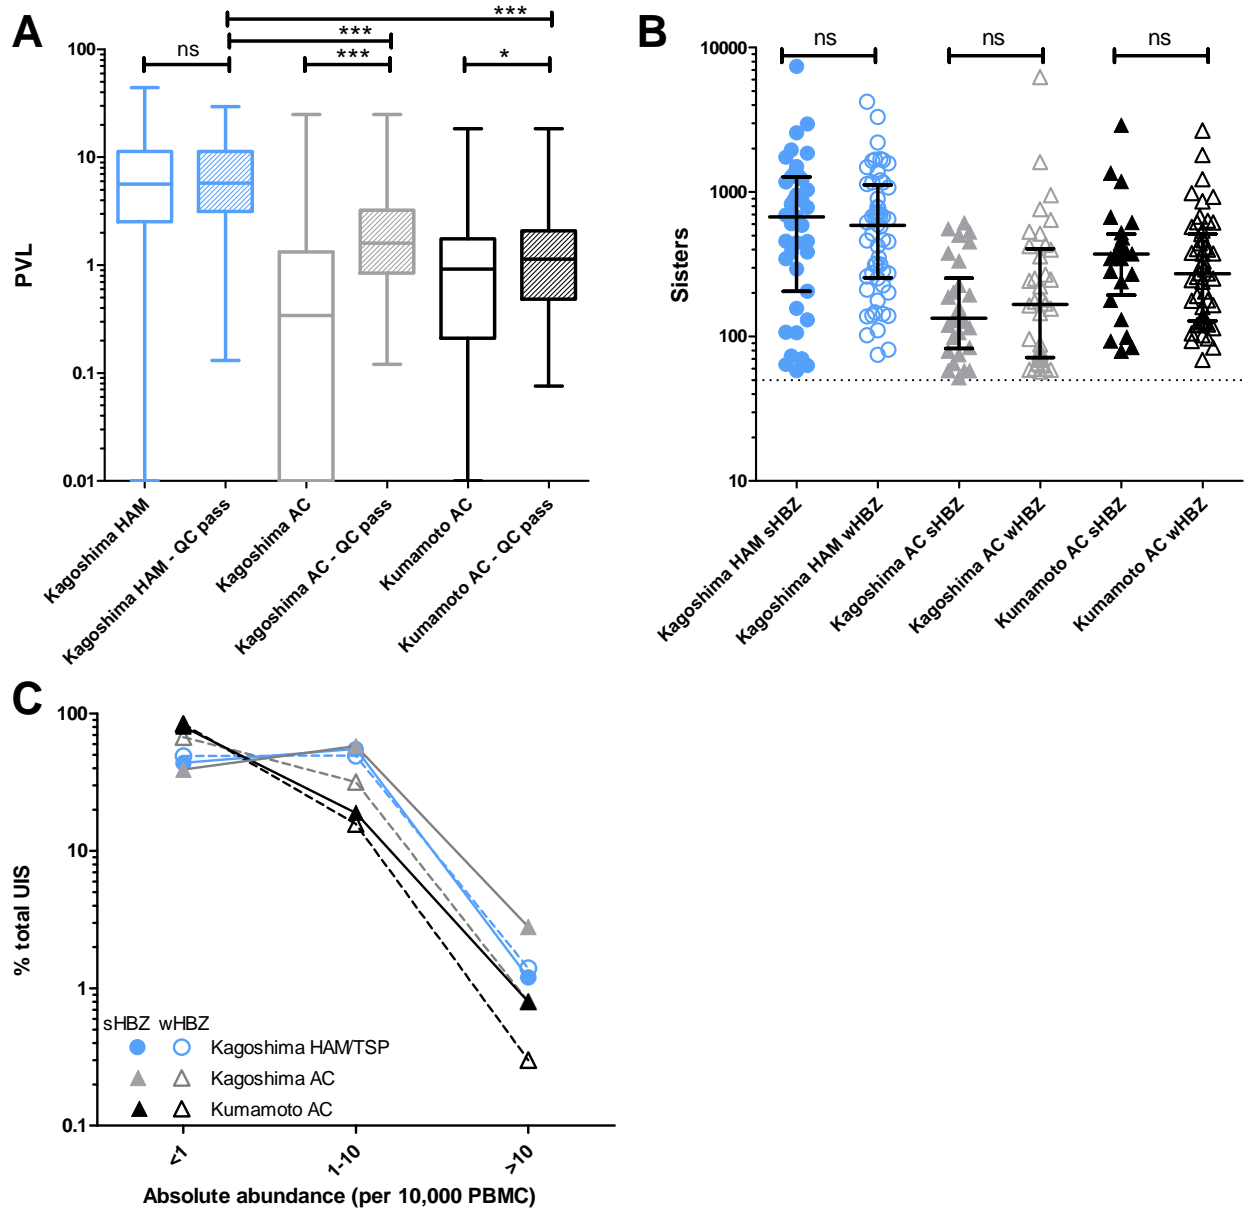 A
PVL
100
10
1
0.1
0.01
ns
***
***
***
*
Kagoshima HAM
Kagoshima HAM - QC pass
Kagoshima AC
Kagoshima AC - QC pass
Kumamoto AC
Kumamoto AC - QC pass
B
Sisters
10000
1000
100
10
ns
ns
ns
Kagoshima HAM sHBZ
Kagoshima HAM wHBZ
Kagoshima AC sHBZ
Kagoshima AC wHBZ
Kumamoto AC sHBZ
Kumamoto AC wHBZ
C
% total UIS
100
10
1
0.1
sHBZ wHBZ
Kagoshima HAM/TSP
Kagoshima AC
Kumamoto AC
<1
1-10
>10
Absolute abundance (per 10,000 PBMC)